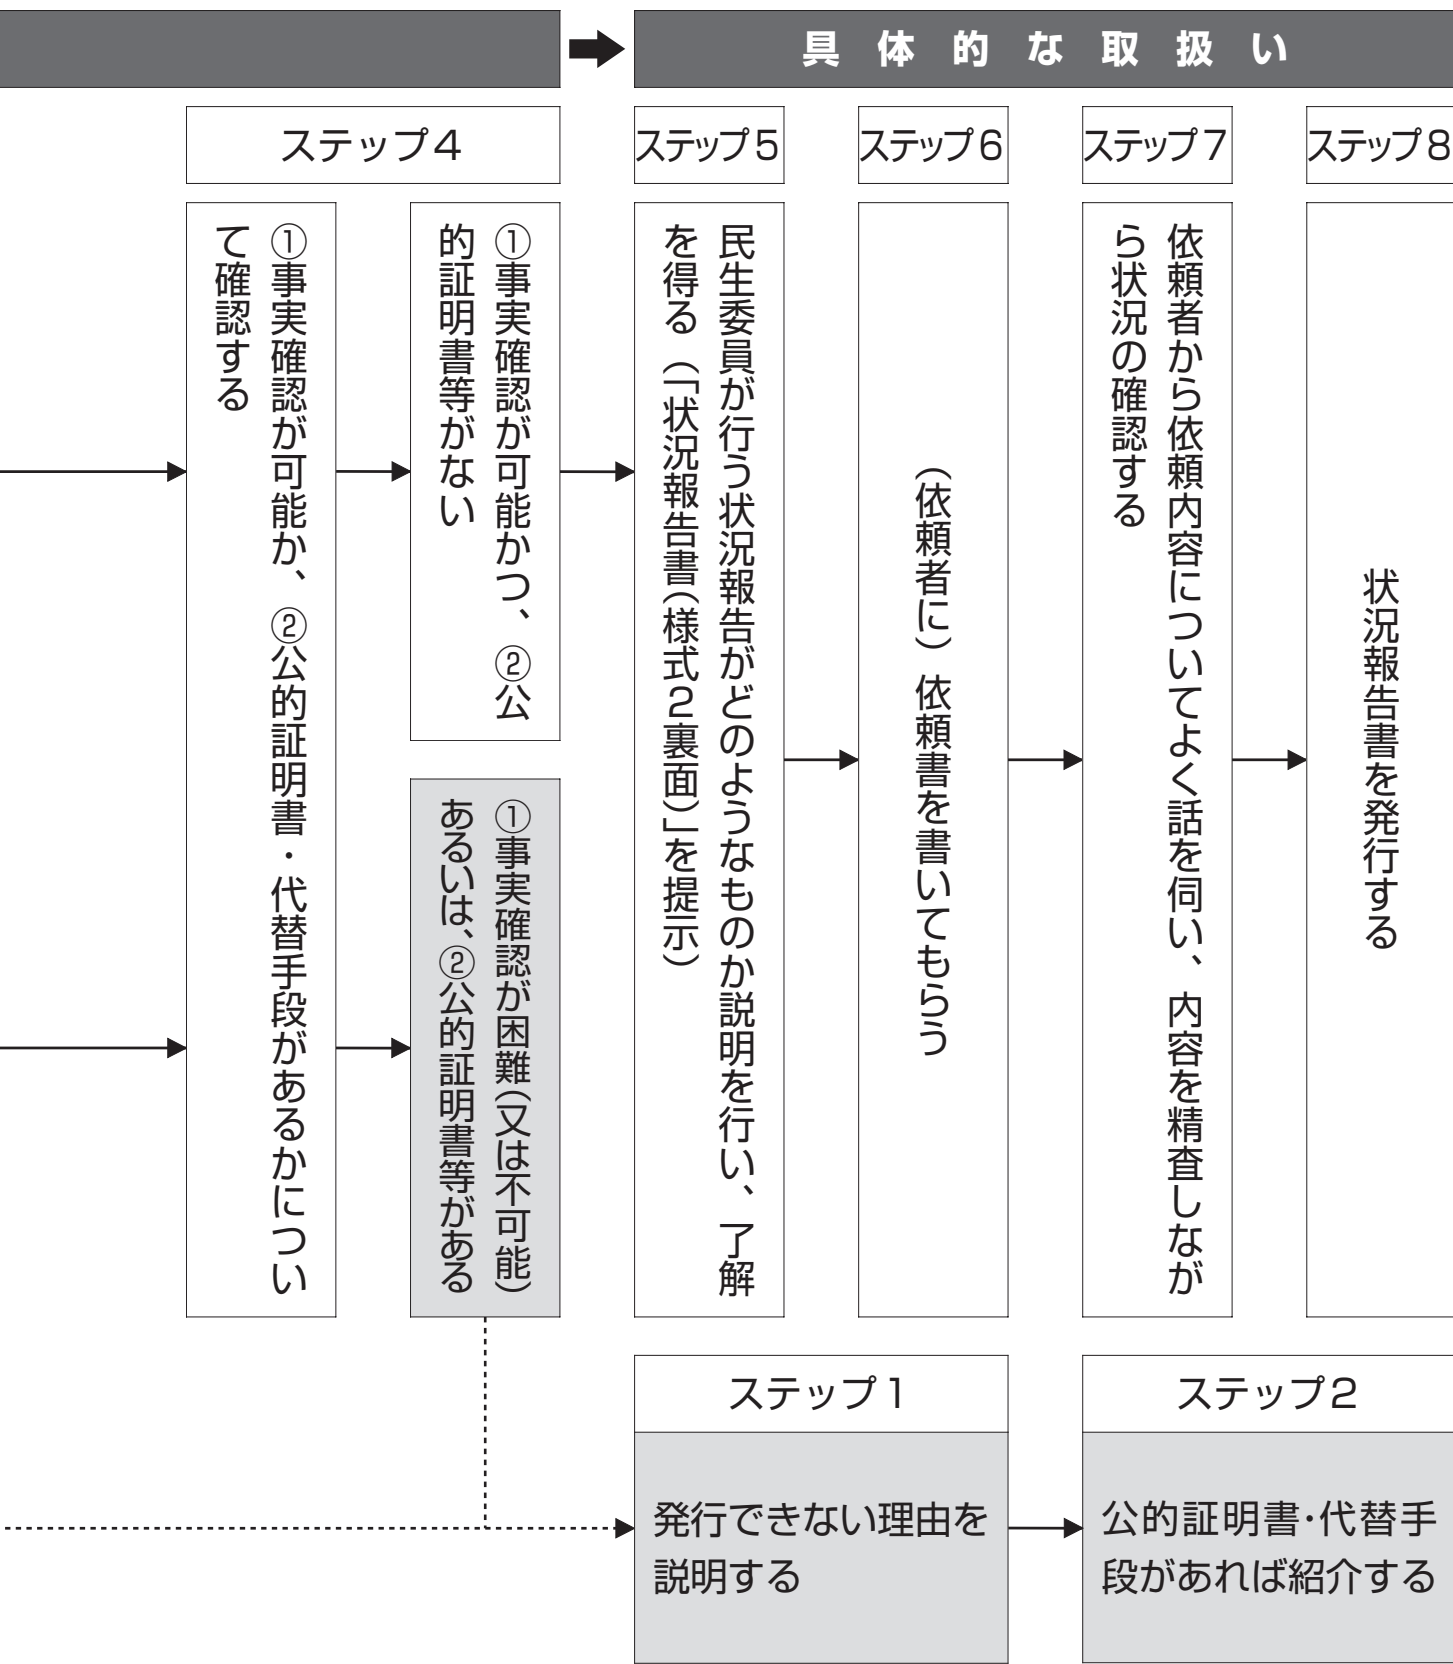 具体的な取扱い
ステップ4
①事実確認が可能か、②公的証明書・代替手段があるかについ
て確認する
①事実確認が可能かつ、②公
的証明書等がない
①事実確認が困難（又は不可能）
あるいは、②公的証明書等がある
ステップ5
民生委員が行う状況報告がどのようなものか説明を行い、了解
を得る（「状況報告書（様式2裏面）」を提示）
ステップ6
（依頼者に）依頼書を書いてもらう
ステップ7
依頼者から依頼内容についてよく話を伺い、内容を精査しなが
ら状況の確認する
ステップ8
状況報告書を発行する
ステップ1
発行できない理由を
説明する
ステップ2
公的証明書・代替手
段があれば紹介する